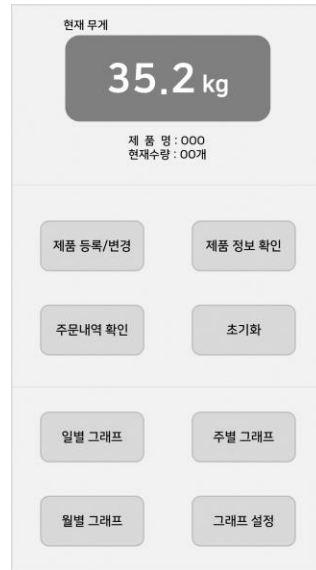 현재 무게
35.2 kg
제 품 명 : OOO
현재수량 : OO개
제품 등록/변경
제품 정보 확인
주문내역 확인
초기화
일별 그래프
주별 그래프
월별 그래프
그래프 설정